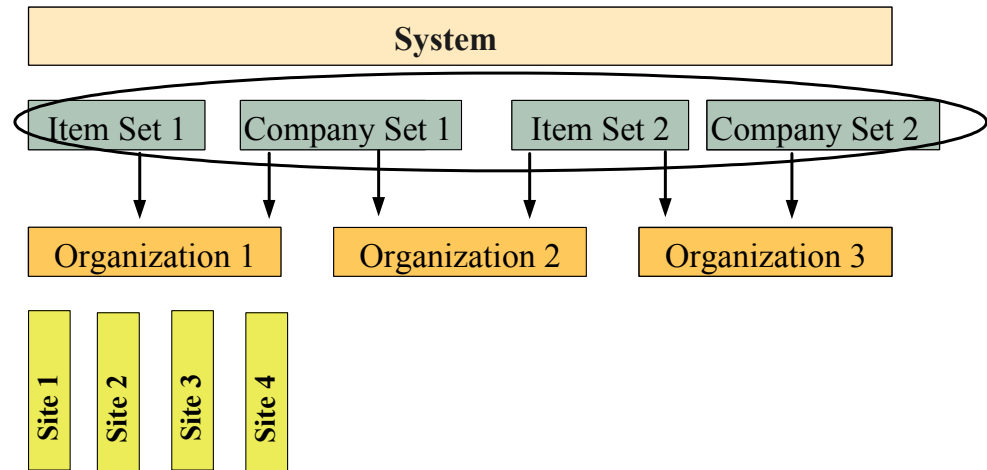 System
Item Set 1
Company Set 1
Item Set 2
Company Set 2
Organization 1
Organization 2
Organization 3
Site 1
Site 2
Site 3
Site 4